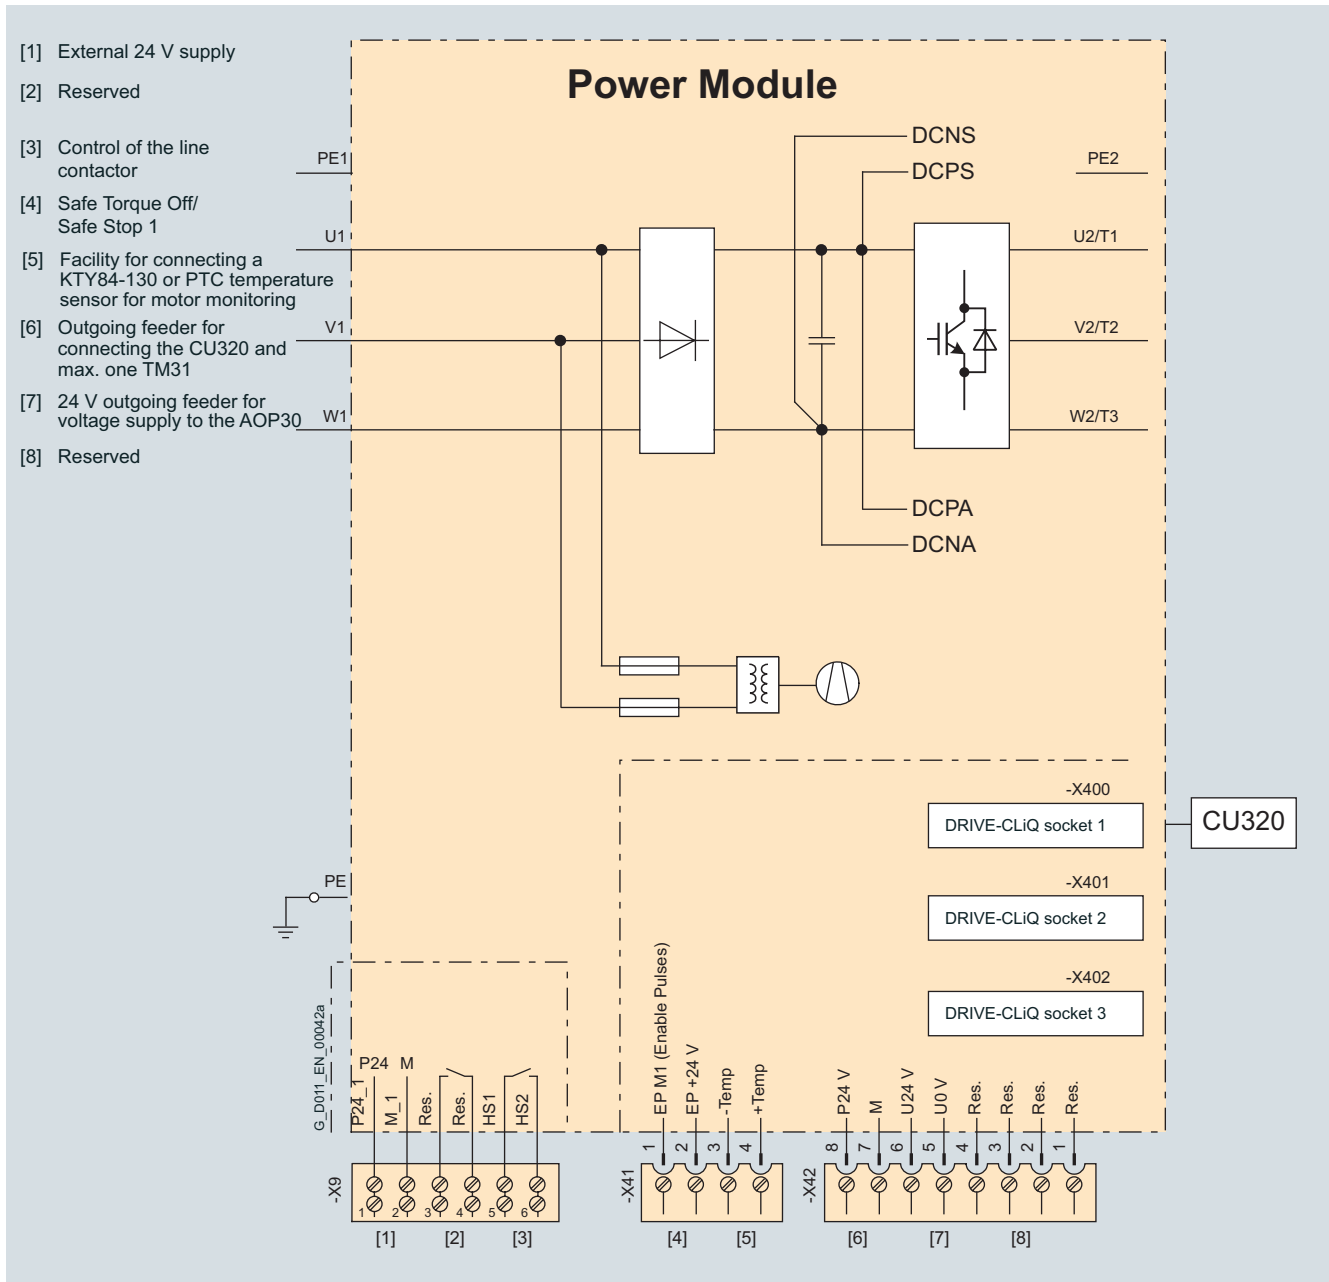 Power Module
[1] External 24 V supply
[2] Reserved
[3] Control of the line
contactor
[4] Safe Torque Off/
Safe Stop 1
[5] Facility for connecting a
KTY84-130 or PTC temperature
sensor for motor monitoring
[6] Outgoing feeder for
connecting the CU320 and
max. one TM31
[7] 24 V outgoing feeder for
voltage supply to the AOP30
[8] Reserved
PE1
U1
V1
W1
DCNS
DCPS
PE2
U2/T1
V2/T2
W2/T3
DCPA
DCNA
-X400
DRIVE-CLiQ socket 1
CU320
-X401
DRIVE-CLiQ socket 2
-X402
DRIVE-CLiQ socket 3
PE
G_D011_EN_00042a
P24 M
P24_1
M_1
Res.
Res.
HS1
HS2
EP M1 (Enable Pulses)
EP +24 V
-Temp
+Temp
P24 V
M
U24 V
U0 V
Res.
Res.
Res.
Res.
1 2 3 4
8 7 6 5 4 3 2 1
-X9
1 2 3 4 5 6
-X41
-X42
[1] [2] [3] [4] [5] [6] [7] [8]